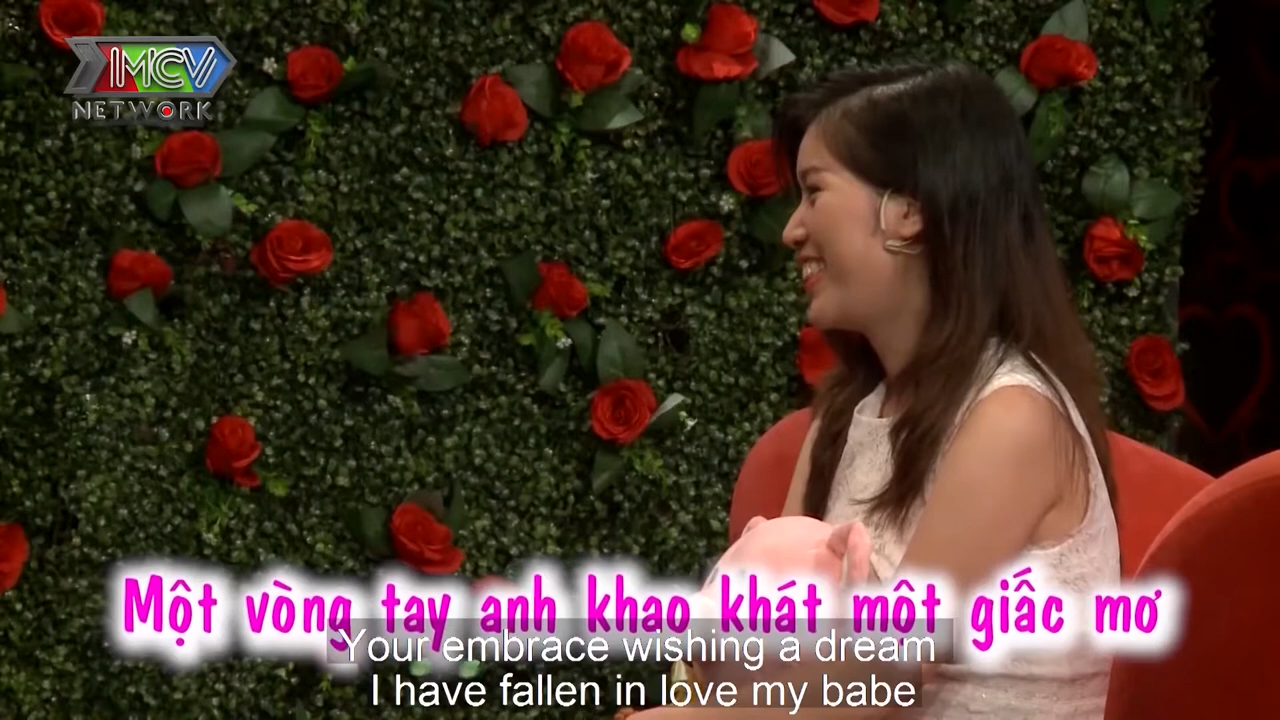 MCV
NETWORK
Một vòng tay anh khao khát một giấc mơ
Your embrace wishing a dream
I have fallen in love my babe